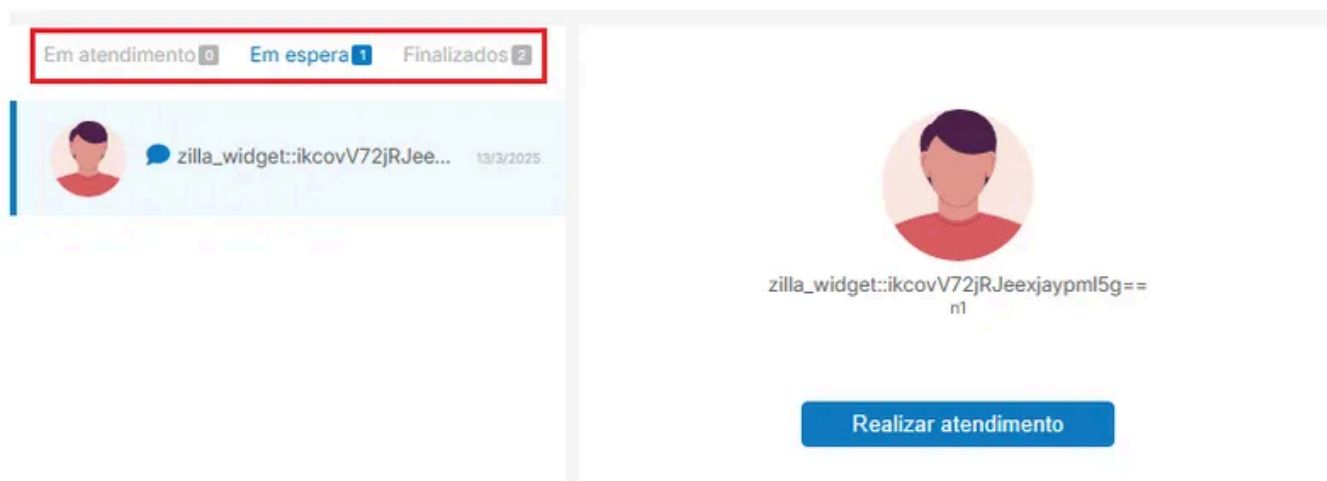 Em atendimento 0 Em espera 1 Finalizados 2
zilla_widget::ikcovV72jRJee... 13/3/2025
zilla_widget::ikcovV72jRJeexjaypml5g==
n1
Realizar atendimento